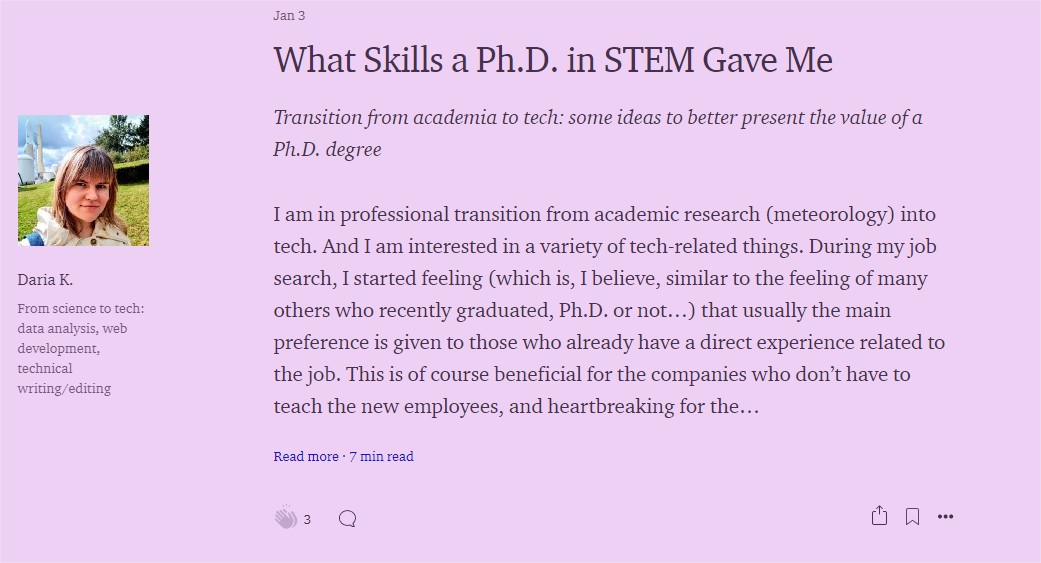 Jan 3
What Skills a Ph.D. in STEM Gave Me
Transition from academia to tech: some ideas to better present the value of a
Ph.D. degree
Daria K.
From science to tech:
data analysis, web
development,
technical
writing/editing
I am in professional transition from academic research (meteorology) into
tech. And I am interested in a variety of tech-related things. During my job
search, I started feeling (which is, I believe, similar to the feeling of many
others who recently graduated, Ph.D. or not…) that usually the main
preference is given to those who already have a direct experience related to
the job. This is of course beneficial for the companies who don’t have to
teach the new employees, and heartbreaking for the…
Read more · 7 min read
3